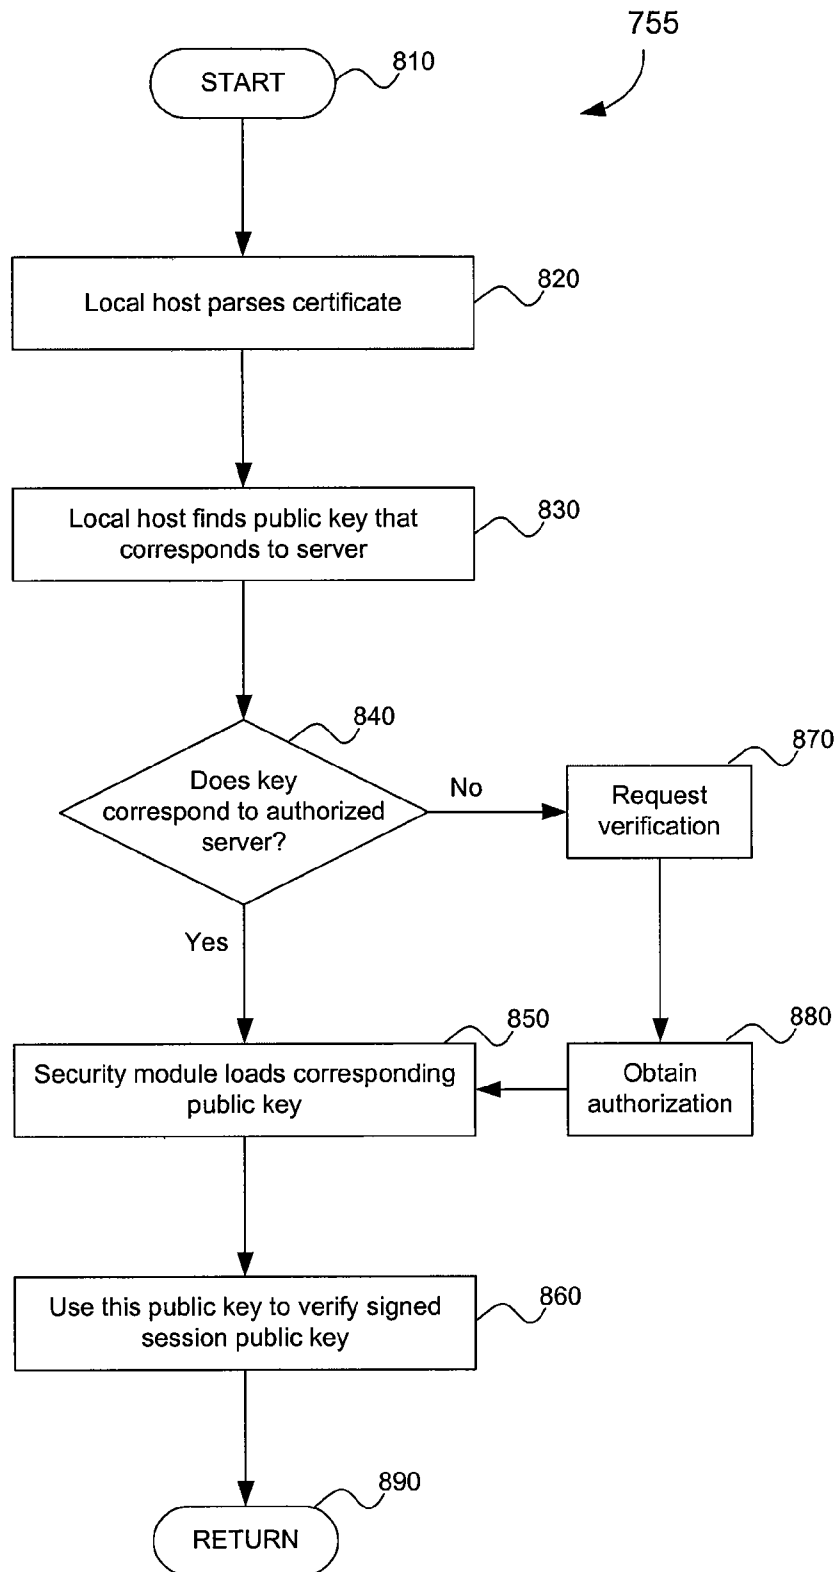 755
START
810
Local host parses certificate
820
Local host finds public key that
corresponds to server
830
840
Does key
correspond to authorized
server?
No
870
Request
verification
Yes
850
Security module loads corresponding
public key
880
Obtain
authorization
Use this public key to verify signed
session public key
860
890
RETURN